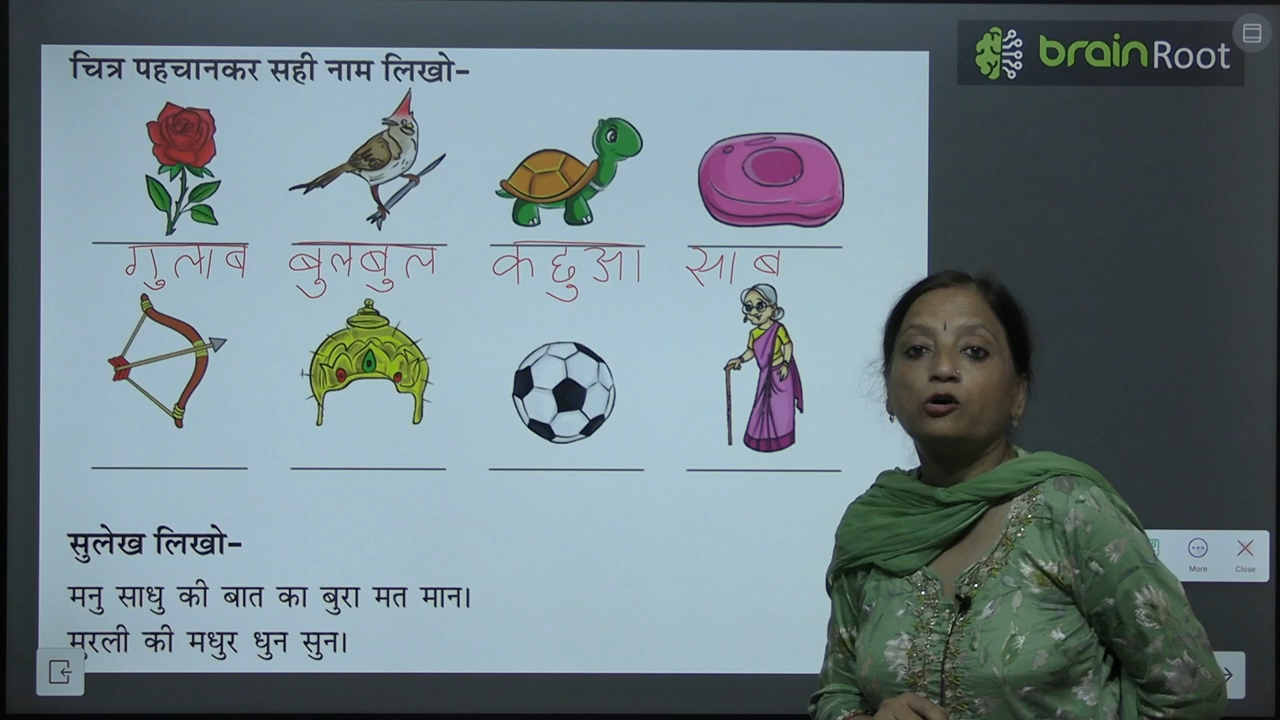 brainRoot
चित्र पहचानकर सही नाम लिखो-
गुलाब बुलबुल कछुआ साब
सुलेख लिखो-
मनु साधु की बात का बुरा मत मान।
मुरली की मधुर धुन सुन।
More Close